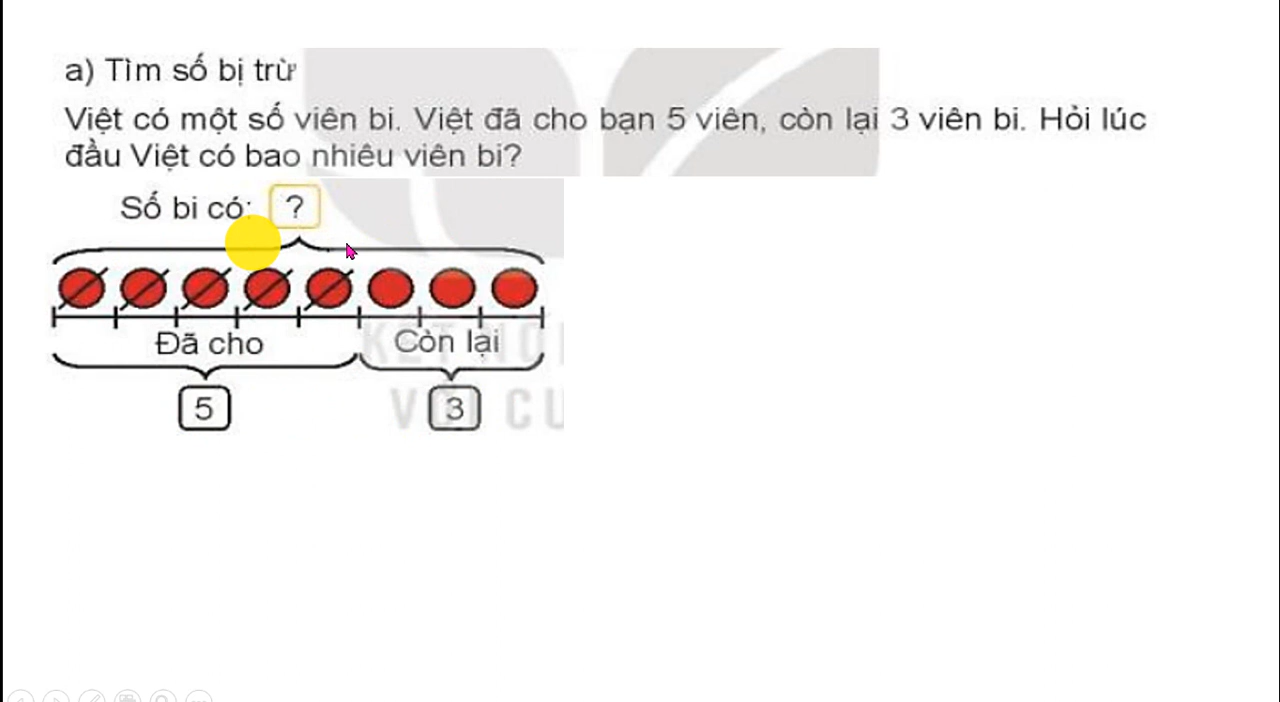 a) Tìm số bị trừ
Việt có một số viên bi. Việt đã cho bạn 5 viên, còn lại 3 viên bi. Hỏi lúc
đầu Việt có bao nhiêu viên bi?
Số bi có: ?
Đã cho
Còn lại
5
3